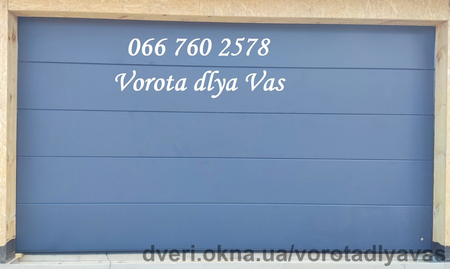 066 760 2578
Vorota dlya Vas
dveri.okna.ua/vorotadlyavas